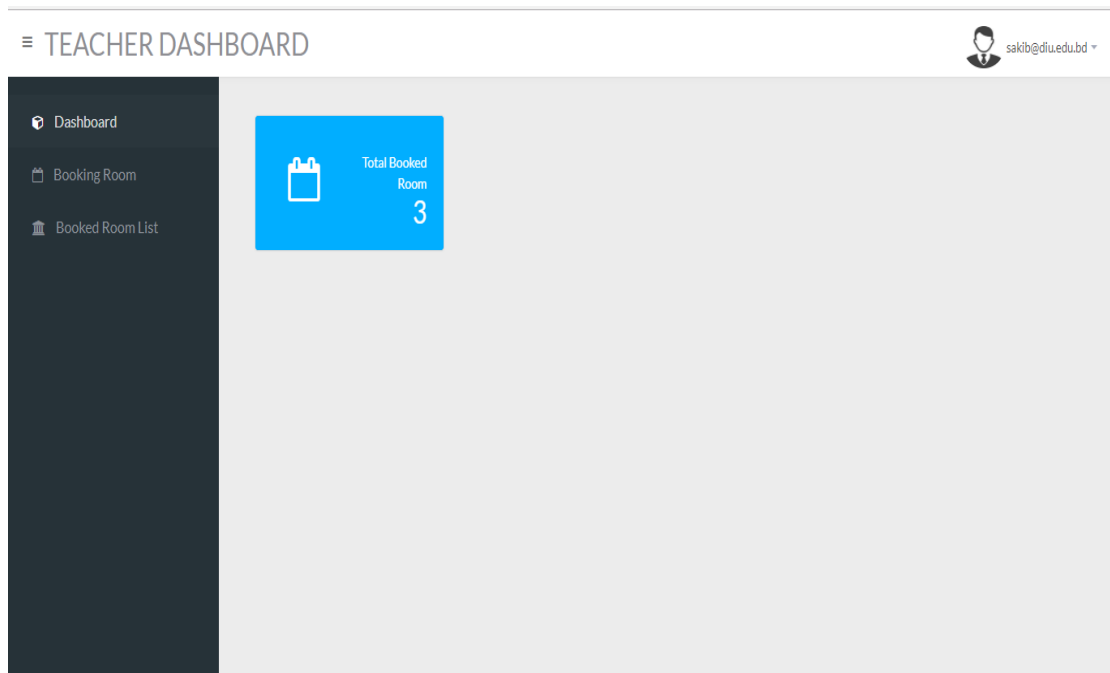 TEACHER DASHBOARD
sakib@diu.edu.bd
Dashboard
Booking Room
Booked Room List
Total Booked
Room
3